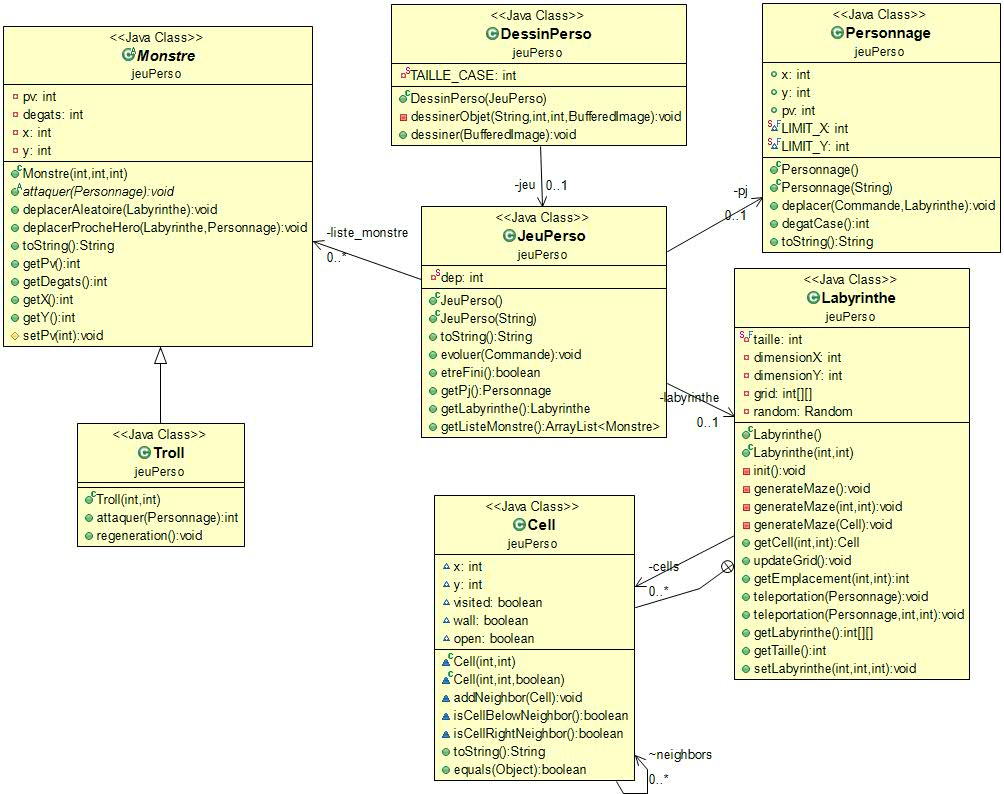 <<Java Class>>
Monstre
jeuPerso
pv: int
degats: int
x: int
y: int
Monstre(int,int,int)
attaquer(Personnage):void
deplacerAleatoire(Labyrinthe):void
deplacerProcheHero(Labyrinthe,Personnage):void
toString():String
getPv():int
getDegats():int
getX():int
getY():int
setPv(int):void
<<Java Class>>
DessinPerso
jeuPerso
TAILLE_CASE: int
DessinPerso(JeuPerso)
dessinerObjet(String,int,int,BufferedImage):void
dessiner(BufferedImage):void
<<Java Class>>
Personnage
jeuPerso
x: int
y: int
pv: int
LIMIT_X: int
LIMIT_Y: int
Personnage()
Personnage(String)
deplacer(Commande,Labyrinthe):void
degatCase():int
toString():String
-jeu
0..1
-pj
0..1
-liste_monstre
0..*
<<Java Class>>
JeuPerso
jeuPerso
dep: int
JeuPerso()
JeuPerso(String)
toString():String
evoluer(Commande):void
etreFini():boolean
getPj():Personnage
getLabyrinthe():Labyrinthe
getListeMonstre():ArrayList<Monstre>
-labyrinthe
0..1
<<Java Class>>
Labyrinthe
jeuPerso
taille: int
dimensionX: int
dimensionY: int
grid: int[][]
random: Random
Labyrinthe()
Labyrinthe(int,int)
init():void
generateMaze():void
generateMaze(int,int):void
generateMaze(Cell):void
getCell(int,int):Cell
updateGrid():void
getEmplacement(int,int):int
teleportation(Personnage):void
teleportation(Personnage,int,int):void
getLabyrinthe():int[][]
getTaille():int
setLabyrinthe(int,int,int):void
<<Java Class>>
Troll
jeuPerso
Troll(int,int)
attaquer(Personnage):int
regeneration():void
<<Java Class>>
Cell
jeuPerso
x: int
y: int
visited: boolean
wall: boolean
open: boolean
Cell(int,int)
Cell(int,int,boolean)
addNeighbor(Cell):void
isCellBelowNeighbor():boolean
isCellRightNeighbor():boolean
toString():String
equals(Object):boolean
-cells
0..*
~neighbors
0..*